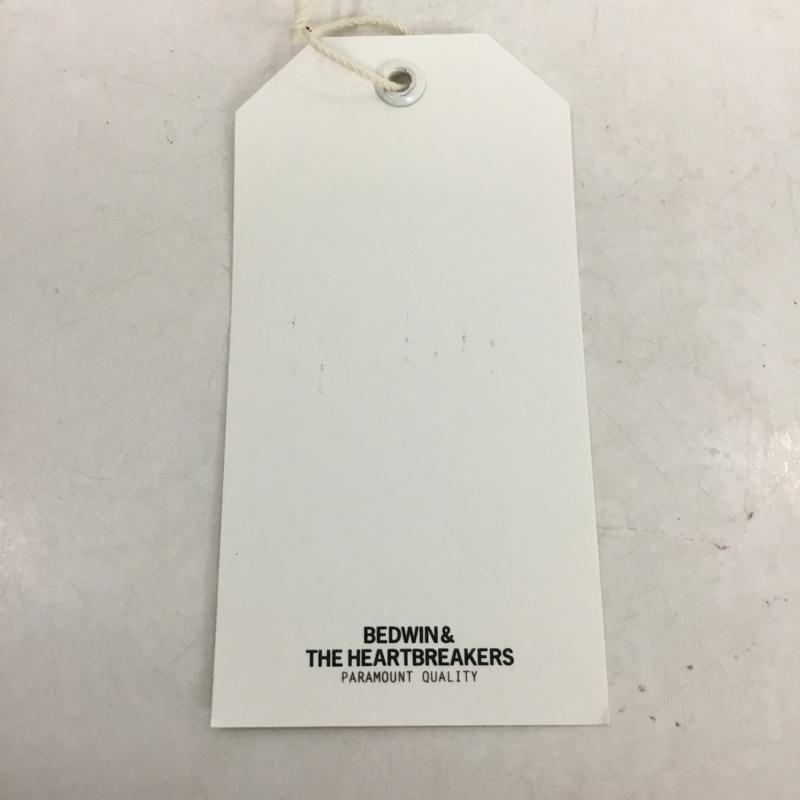 BEDWIN &
THE HEARTBREAKERS
PARAMOUNT QUALITY